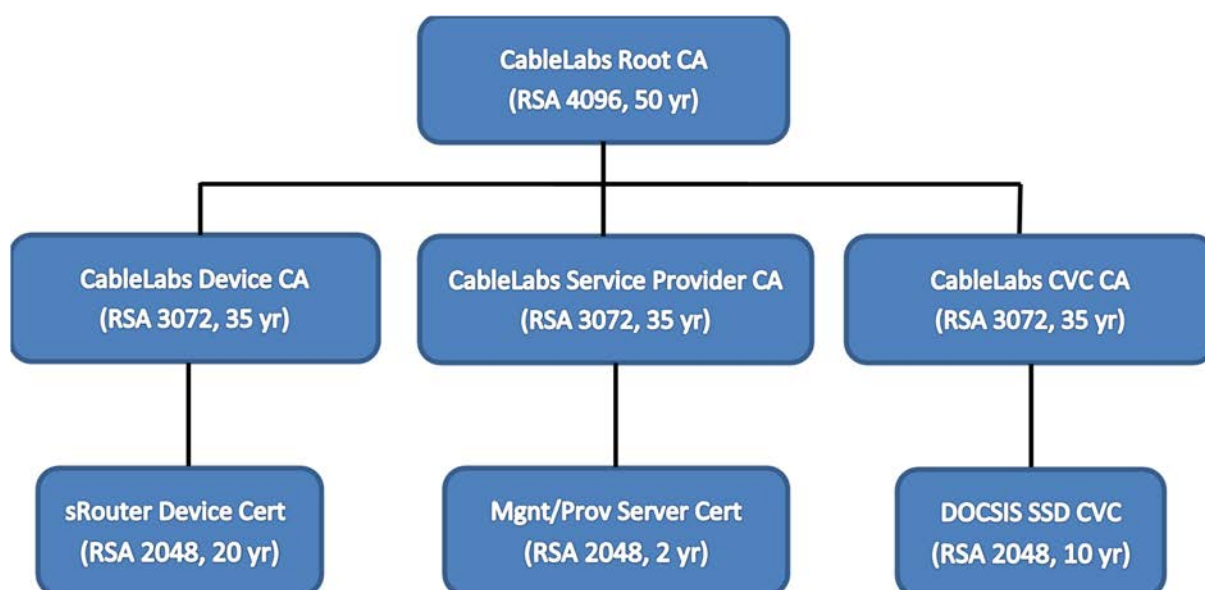 CableLabs Root CA
(RSA 4096, 50 yr)
CableLabs Device CA
(RSA 3072, 35 yr)
CableLabs Service Provider CA
(RSA 3072, 35 yr)
CableLabs CVC CA
(RSA 3072, 35 yr)
sRouter Device Cert
(RSA 2048, 20 yr)
Mgnt/Prov Server Cert
(RSA 2048, 2 yr)
DOCSIS SSD CVC
(RSA 2048, 10 yr)